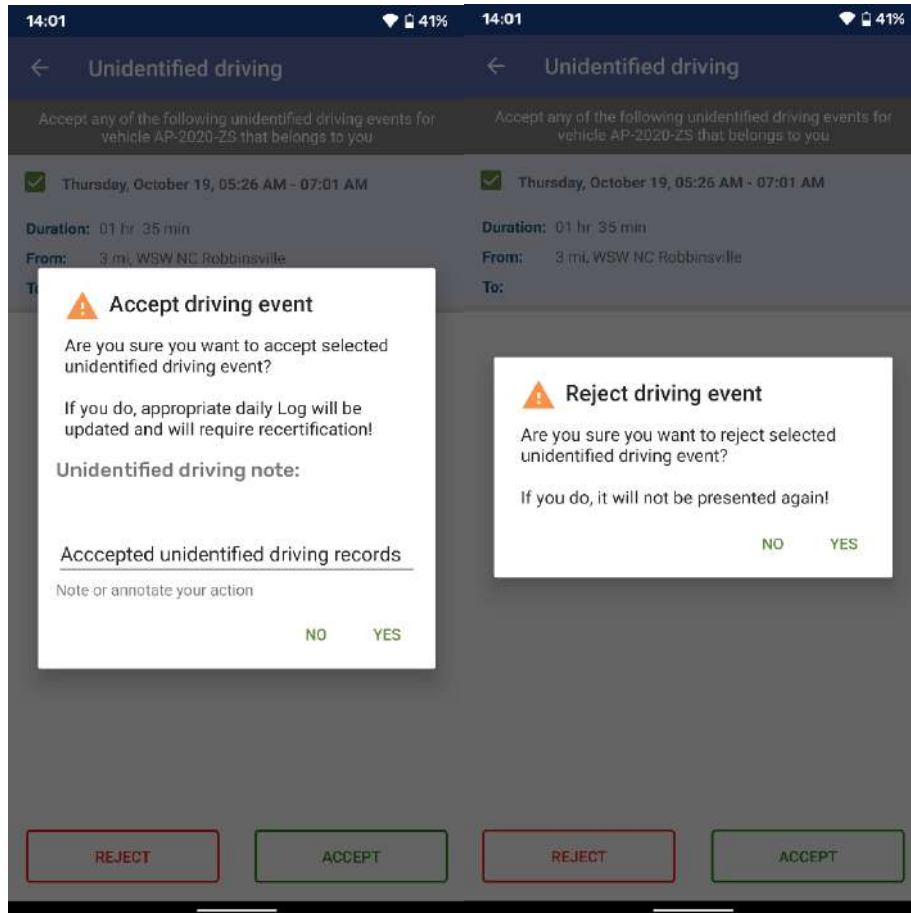 14:01
41%
Unidentified driving
Accept any of the following unidentified driving events for
vehicle AP-2020-ZS that belongs to you
Thursday, October 19, 05:26 AM - 07:01 AM
Duration: 01 hr 35 min
From: 3 mi, WSW NC Robbinsville
Accept driving event
Are you sure you want to accept selected
unidentified driving event?
If you do, appropriate daily Log will be
updated and will require recertification!
Unidentified driving note:
Acccepted unidentified driving records
Note or annotate your action
NO YES
REJECT ACCEPT
14:01
41%
Unidentified driving
Accept any of the following unidentified driving events for
vehicle AP-2020-ZS that belongs to you
Thursday, October 19, 05:26 AM - 07:01 AM
Duration: 01 hr 35 min
From: 3 mi, WSW NC Robbinsville
To:
Reject driving event
Are you sure you want to reject selected
unidentified driving event?
If you do, it will not be presented again!
NO YES
REJECT ACCEPT